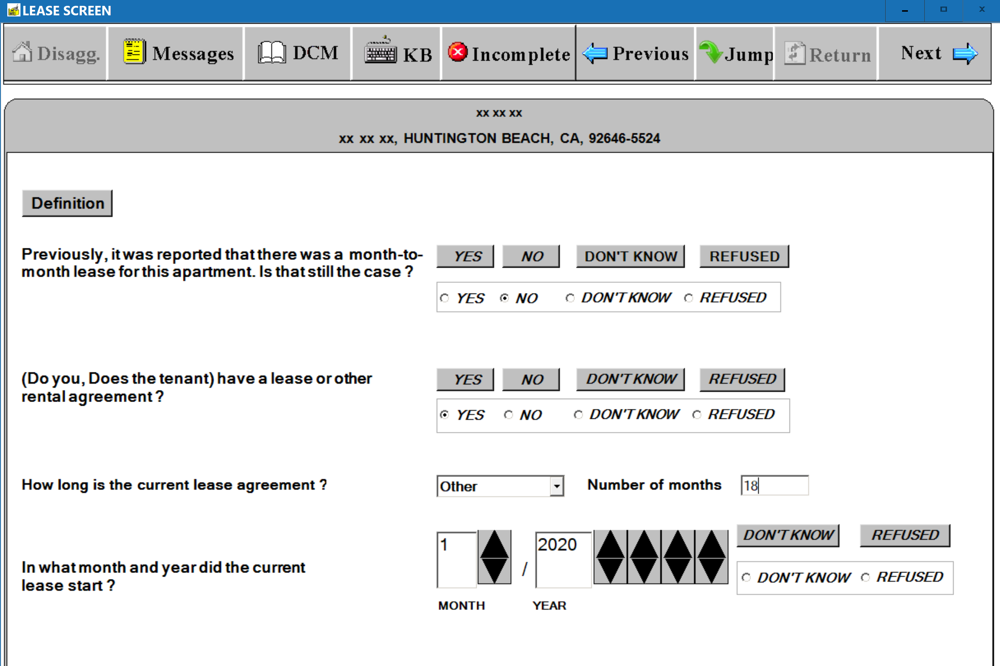 LEASE SCREEN
Disagg. Messages DCM KB Incomplete Previous Jump Return Next
xx xx xx
xx xx xx, HUNTINGTON BEACH, CA, 92646-5524
Definition
Previously, it was reported that there was a month-to-
month lease for this apartment. Is that still the case ?
YES NO DON'T KNOW REFUSED
YES NO DON'T KNOW REFUSED
(Do you, Does the tenant) have a lease or other
rental agreement ?
YES NO DON'T KNOW REFUSED
YES NO DON'T KNOW REFUSED
How long is the current lease agreement ? Other Number of months 18
In what month and year did the current
lease start ?
1 / 2020
DON'T KNOW REFUSED
DON'T KNOW REFUSED
MONTH YEAR